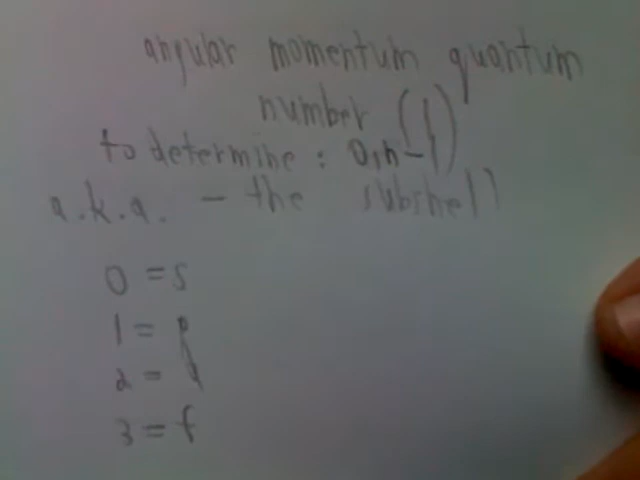 angular momentum quantum
number (l)
to determine : 0, n-1
a.k.a. - the subshell
0 = s
1 = p
2 = d
3 = f